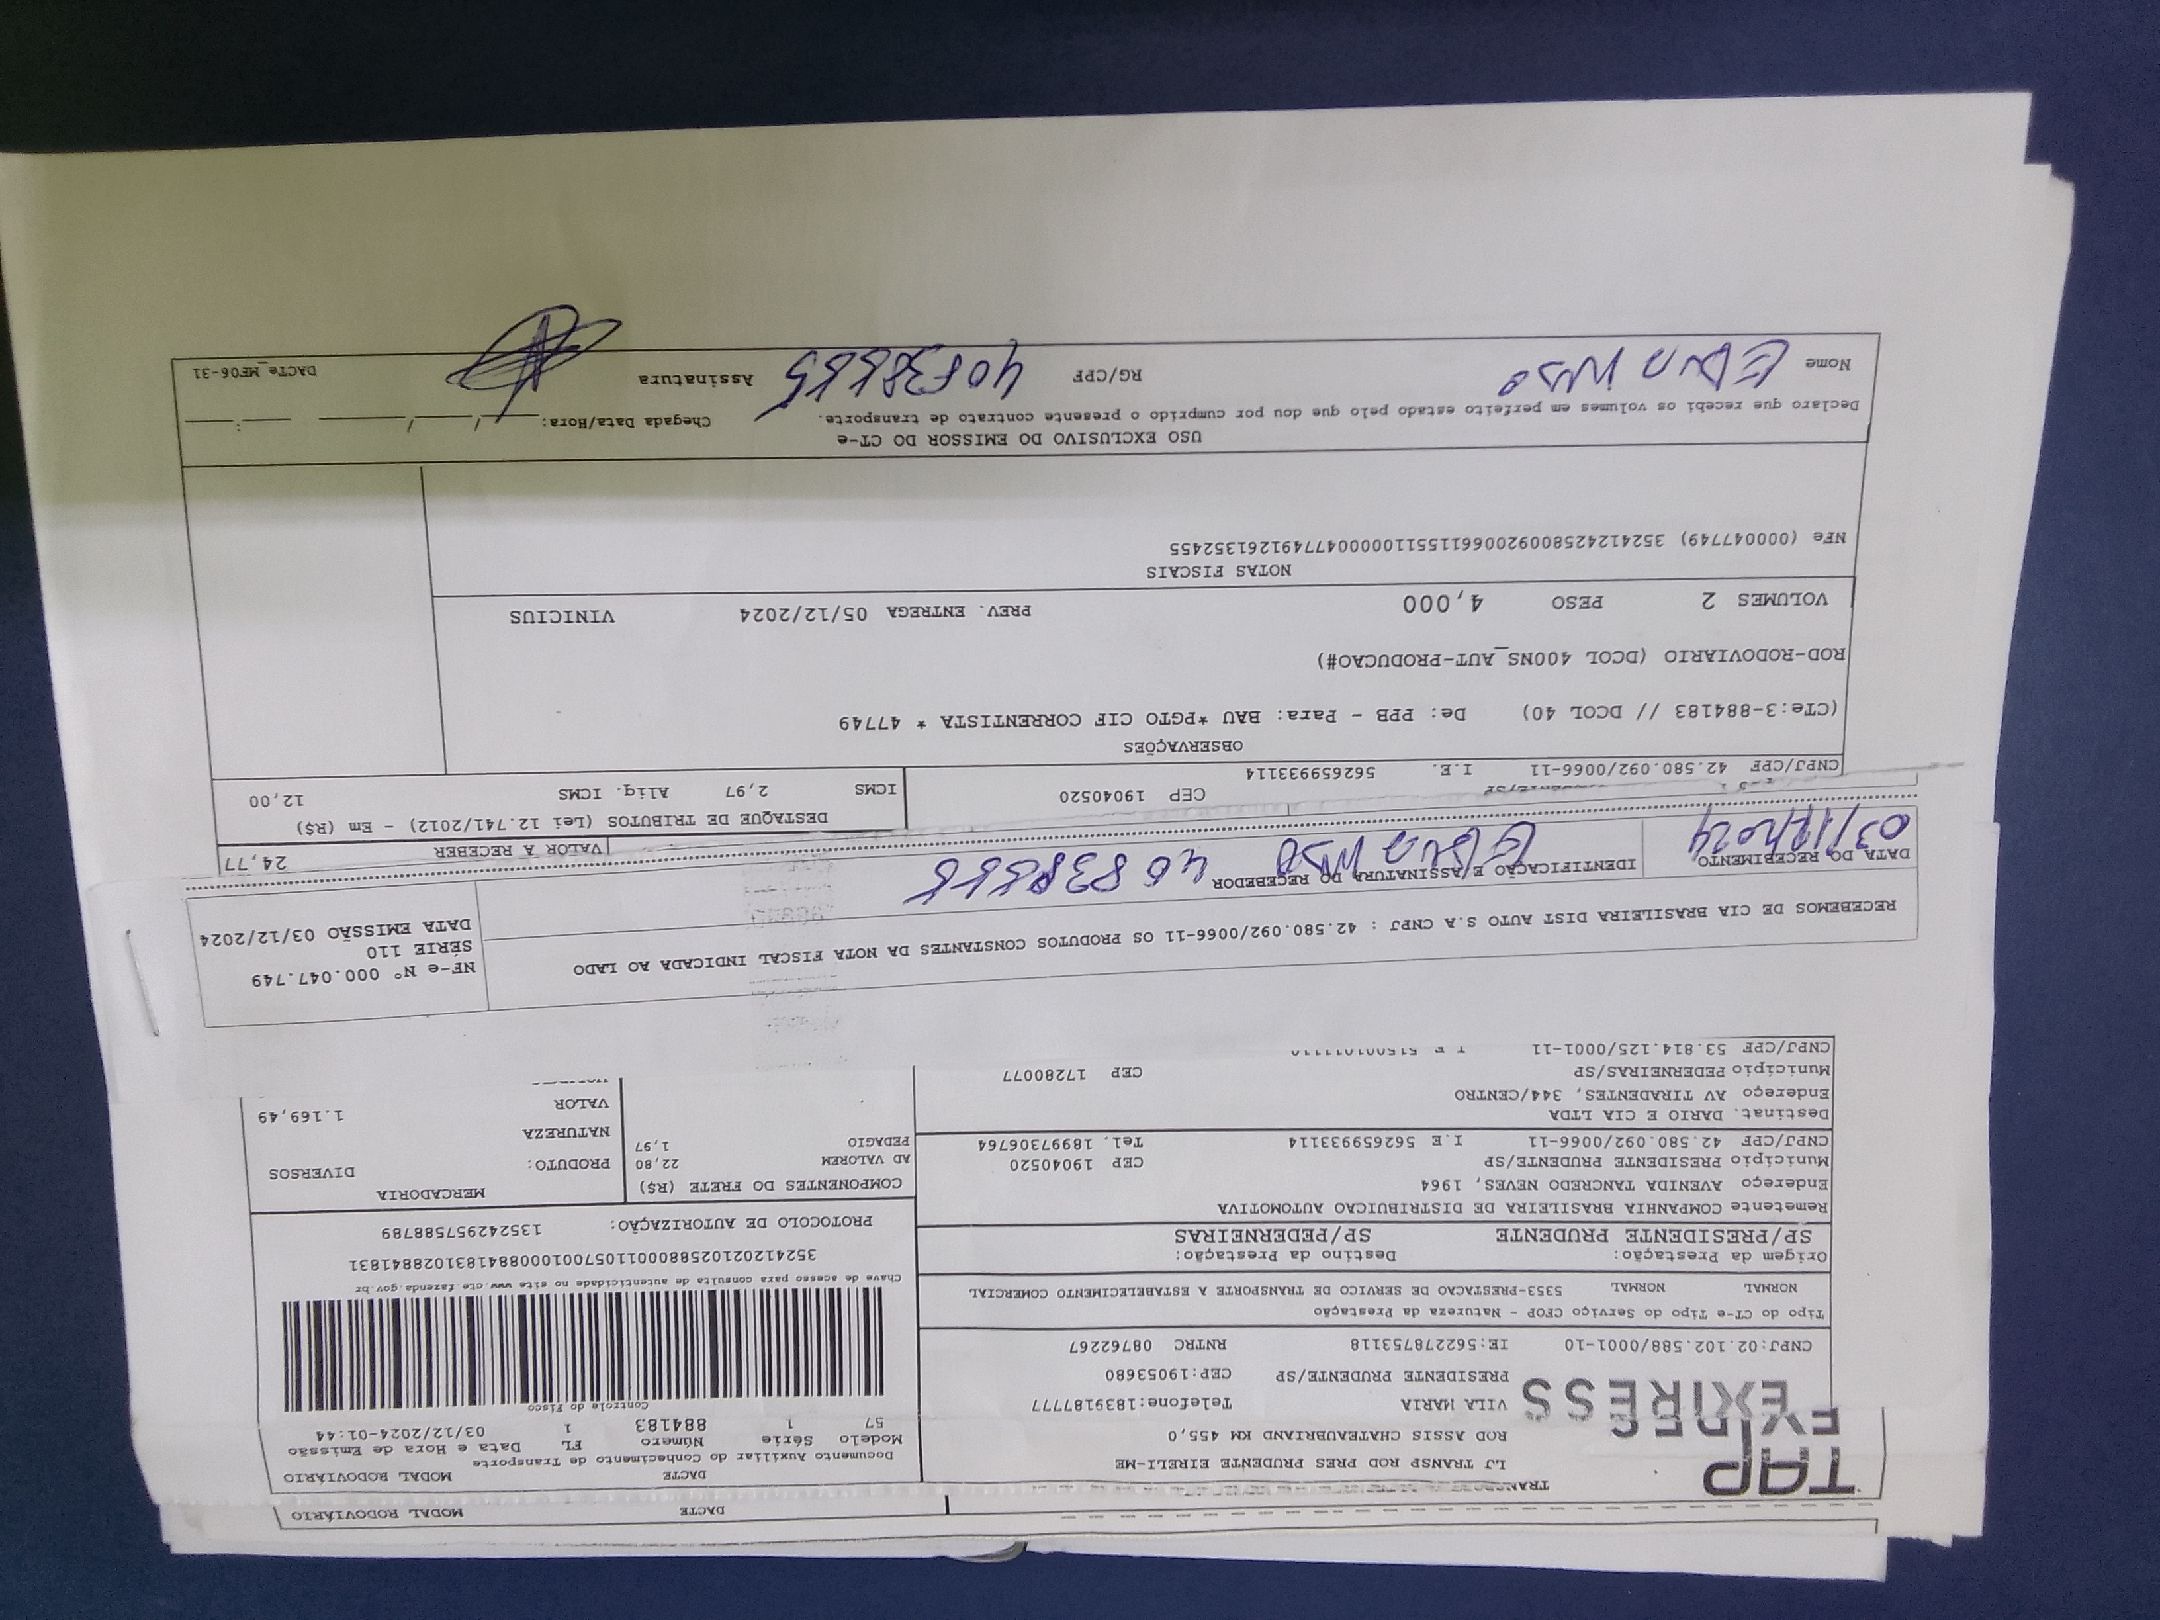 DACTE MODAL RODOVIÁRIO
TAP
EXPRESS
LJ TRANSP ROD PRES PRUDENTE EIRELI-ME
ROD ASSIS CHATEAUBRIAND KM 455,0
VILA MARIA Telefone:1839187777
PRESIDENTE PRUDENTE/SP CEP:19053680
CNPJ:02.102.588/0001-10 IE:562278753118 RNTRC 08762267
DACTE MODAL RODOVIÁRIO
Documento Auxiliar do Conhecimento de Transporte
Modelo Série Número FL Data e Hora de Emissão
57 1 884183 1 03/12/2024-01:44
Controle do Fisco
Chave de acesso para consulta de autenticidade no site www.cte.fazenda.gov.br
35241202102588000110570010008841831028841831
PROTOCOLO DE AUTORIZAÇÃO: 135242957588789
Tipo do CT-e Tipo do Serviço CFOP - Natureza da Prestação
NORMAL NORMAL 5353-PRESTACAO DE SERVICO DE TRANSPORTE A ESTABELECIMENTO COMERCIAL
Origem da Prestação: Destino da Prestação:
SP/PRESIDENTE PRUDENTE SP/PEDERNEIRAS
Remetente COMPANHIA BRASILEIRA DE DISTRIBUICAO AUTOMOTIVA
Endereço AVENIDA TANCREDO NEVES, 1964
Município PRESIDENTE PRUDENTE/SP CEP 19040520
CNPJ/CPF 42.580.092/0066-11 I.E 562659933114 Tel. 18997306764
Destinat. DARIO E CIA LTDA
Endereço AV TIRADENTES, 344/CENTRO
Município PEDERNEIRAS/SP CEP 17280077
CNPJ/CPF 53.814.125/0001-11
COMPONENTES DO FRETE (R$)
AD VALOREM 22,80
PEDAGIO 1,97
MERCADORIA
PRODUTO: DIVERSOS
NATUREZA
VALOR 1.169,49
RECEBEMOS DE CIA BRASILEIRA DIST AUTO S.A CNPJ : 42.580.092/0066-11 OS PRODUTOS CONSTANTES DA NOTA FISCAL INDICADA AO LADO
NF-e Nº 000.047.749
SÉRIE 110
DATA EMISSÃO 03/12/2024
DATA DO RECEBIMENTO IDENTIFICAÇÃO E ASSINATURA DO RECEBEDOR
03/12/2024
VALOR A RECEBER 24,77
DESTAQUE DE TRIBUTOS (Lei 12.741/2012) - Em (R$)
ICMS 2,97 Aliq. ICMS 12,00
CEP 19040520
CNPJ/CPF 42.580.092/0066-11 I.E. 562659933114
OBSERVAÇÕES
(CTe:3-884183 // DCOL 40) De: PPB - Para: BAU *PGTO CIF CORRENTISTA * 47749
ROD-RODOVIARIO (DCOL 400NS_AUT-PRODUCAO#)
VOLUMES 2 PESO 4,000 PREV. ENTREGA 05/12/2024 VINICIUS
NOTAS FISCAIS
NFe (000047749) 35241242580092006611551100000477491261352455
USO EXCLUSIVO DO EMISSOR DO CT-e
Declaro que recebi os volumes em perfeito estado pelo que dou por cumprido o presente contrato de transporte. Chegada Data/Hora: __/__/__ __:__
Nome RG/CPF Assinatura DACTe_MF06-31